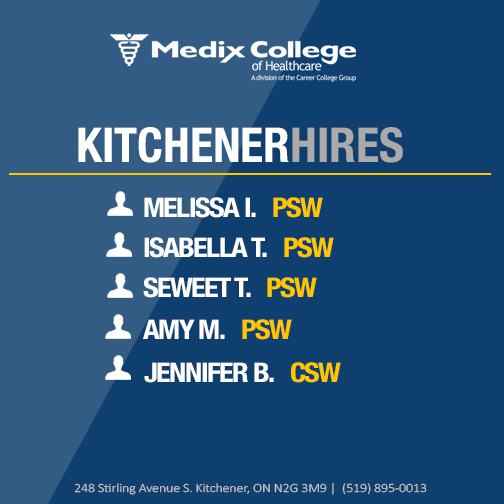 Medix College
of Healthcare
A division of the Career College Group
KITCHENERHIRES
MELISSA I. PSW
ISABELLA T. PSW
SEWEET T. PSW
AMY M. PSW
JENNIFER B. CSW
248 Stirling Avenue S. Kitchener, ON N2G 3M9 | (519) 895-0013